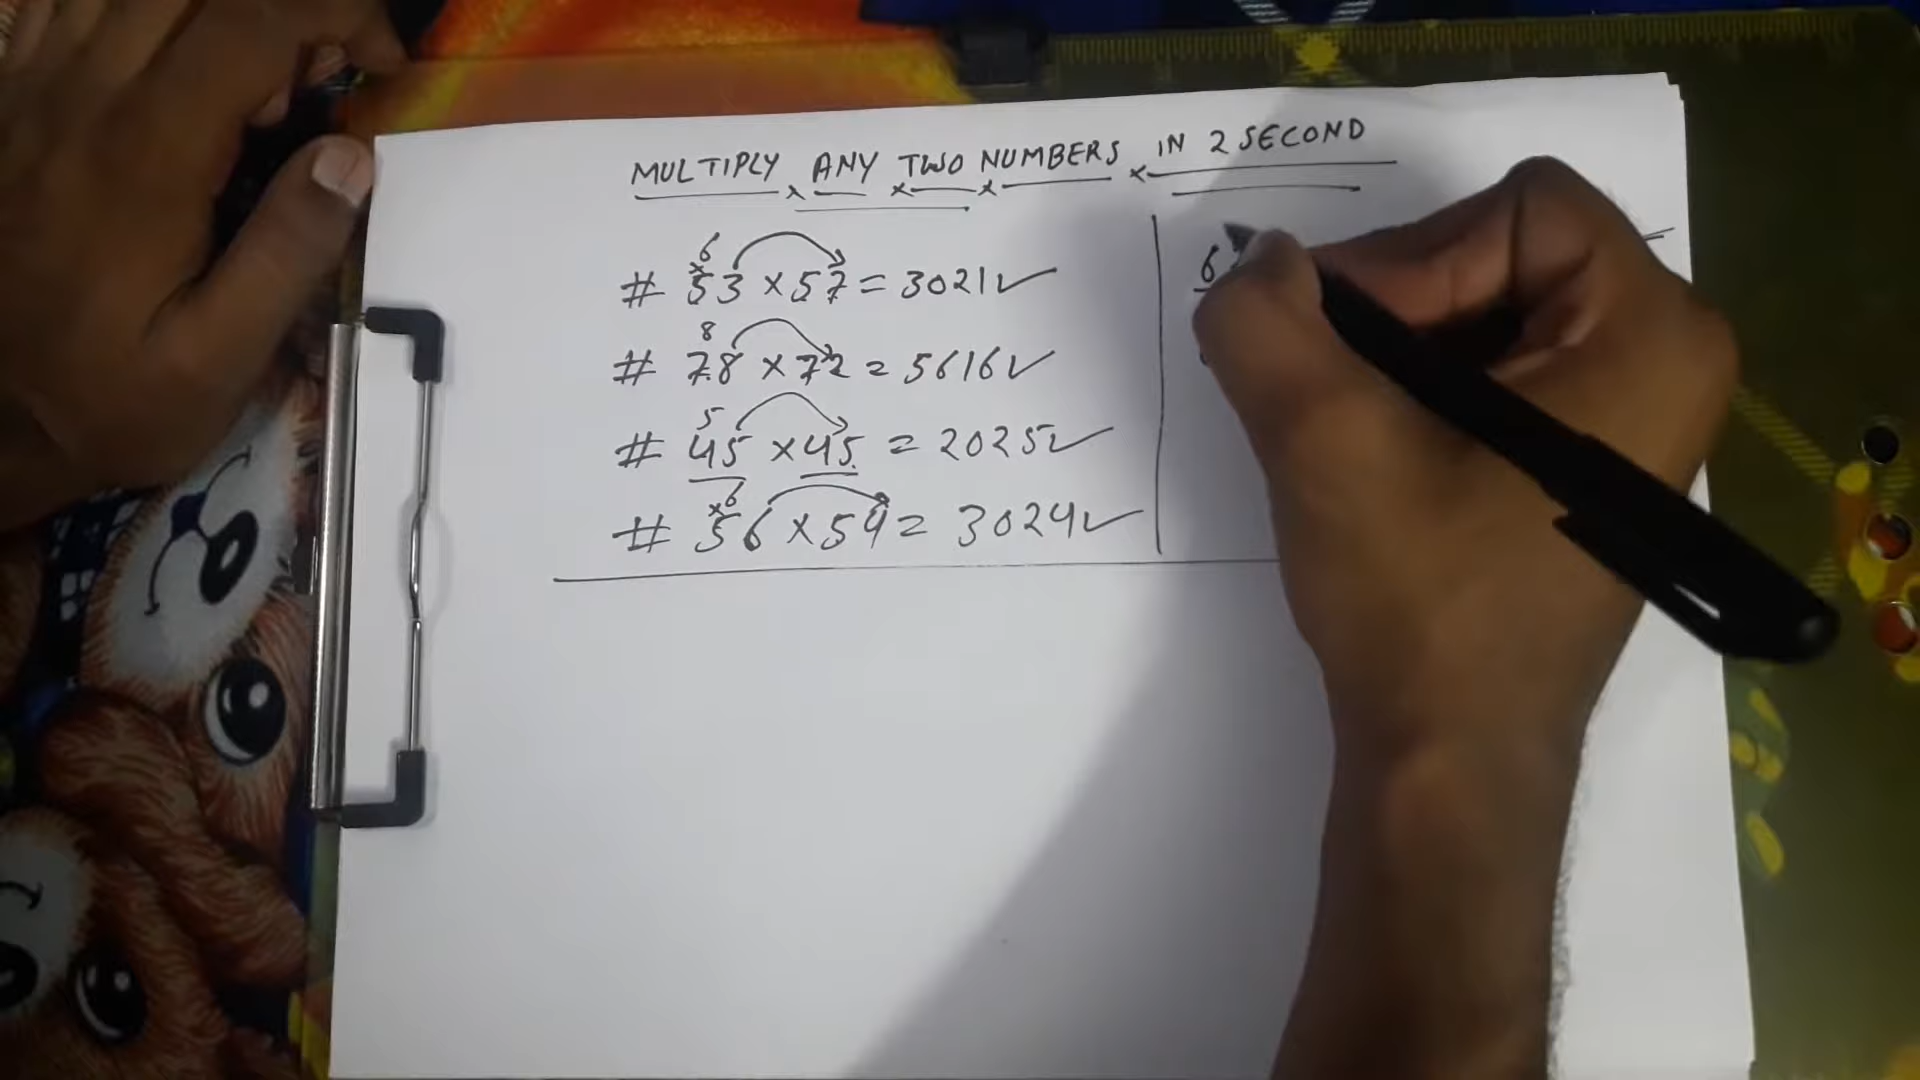 MULTIPLY ANY TWO NUMBERS IN 2 SECOND
6
# 53 × 57 = 3021 ✓
8
# 78 × 72 = 5616 ✓
5
# 45 × 45 = 2025 ✓
×6
# 56 × 54 = 3024 ✓
6